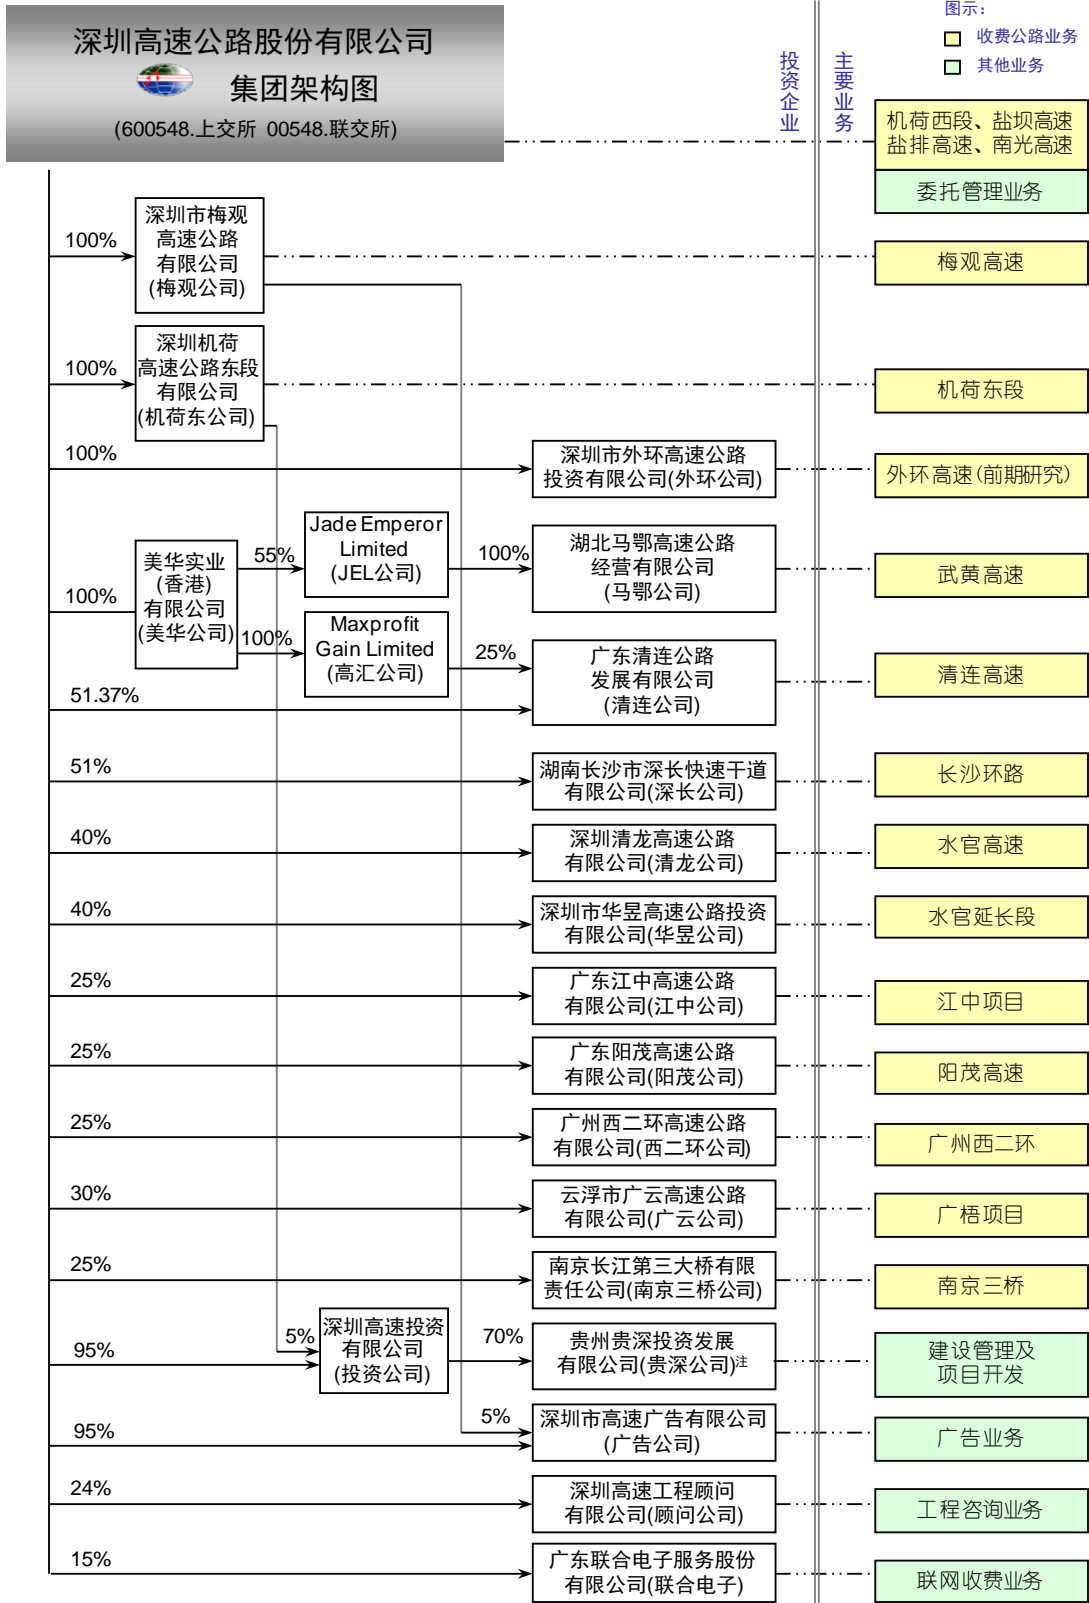 深圳高速公路股份有限公司
集团架构图
(600548.上交所 00548.联交所)
图示：
收费公路业务
其他业务
投资企业
主要业务
机荷西段、盐坝高速
盐排高速、南光高速
委托管理业务
100%
深圳市梅观
高速公路
有限公司
(梅观公司)
梅观高速
100%
深圳机荷
高速公路东段
有限公司
(机荷东公司)
机荷东段
100%
深圳市外环高速公路
投资有限公司(外环公司)
外环高速(前期研究)
100%
美华实业
(香港)
有限公司
(美华公司)
55%
Jade Emperor
Limited
(JEL公司)
100%
湖北马鄂高速公路
经营有限公司
(马鄂公司)
武黄高速
100%
Maxprofit
Gain Limited
(高汇公司)
25%
广东清连公路
发展有限公司
(清连公司)
清连高速
51.37%
51%
湖南长沙市深长快速干道
有限公司(深长公司)
长沙环路
40%
深圳清龙高速公路
有限公司(清龙公司)
水官高速
40%
深圳市华昱高速公路投资
有限公司(华昱公司)
水官延长段
25%
广东江中高速公路
有限公司(江中公司)
江中项目
25%
广东阳茂高速公路
有限公司(阳茂公司)
阳茂高速
25%
广州西二环高速公路
有限公司(西二环公司)
广州西二环
30%
云浮市广云高速公路
有限公司(广云公司)
广梧项目
25%
南京长江第三大桥有限
责任公司(南京三桥公司)
南京三桥
95%
5%
深圳高速投资
有限公司
(投资公司)
70%
贵州贵深投资发展
有限公司(贵深公司)注
建设管理及
项目开发
95%
5%
深圳市高速广告有限公司
(广告公司)
广告业务
24%
深圳高速工程顾问
有限公司(顾问公司)
工程咨询业务
15%
广东联合电子服务股份
有限公司(联合电子)
联网收费业务